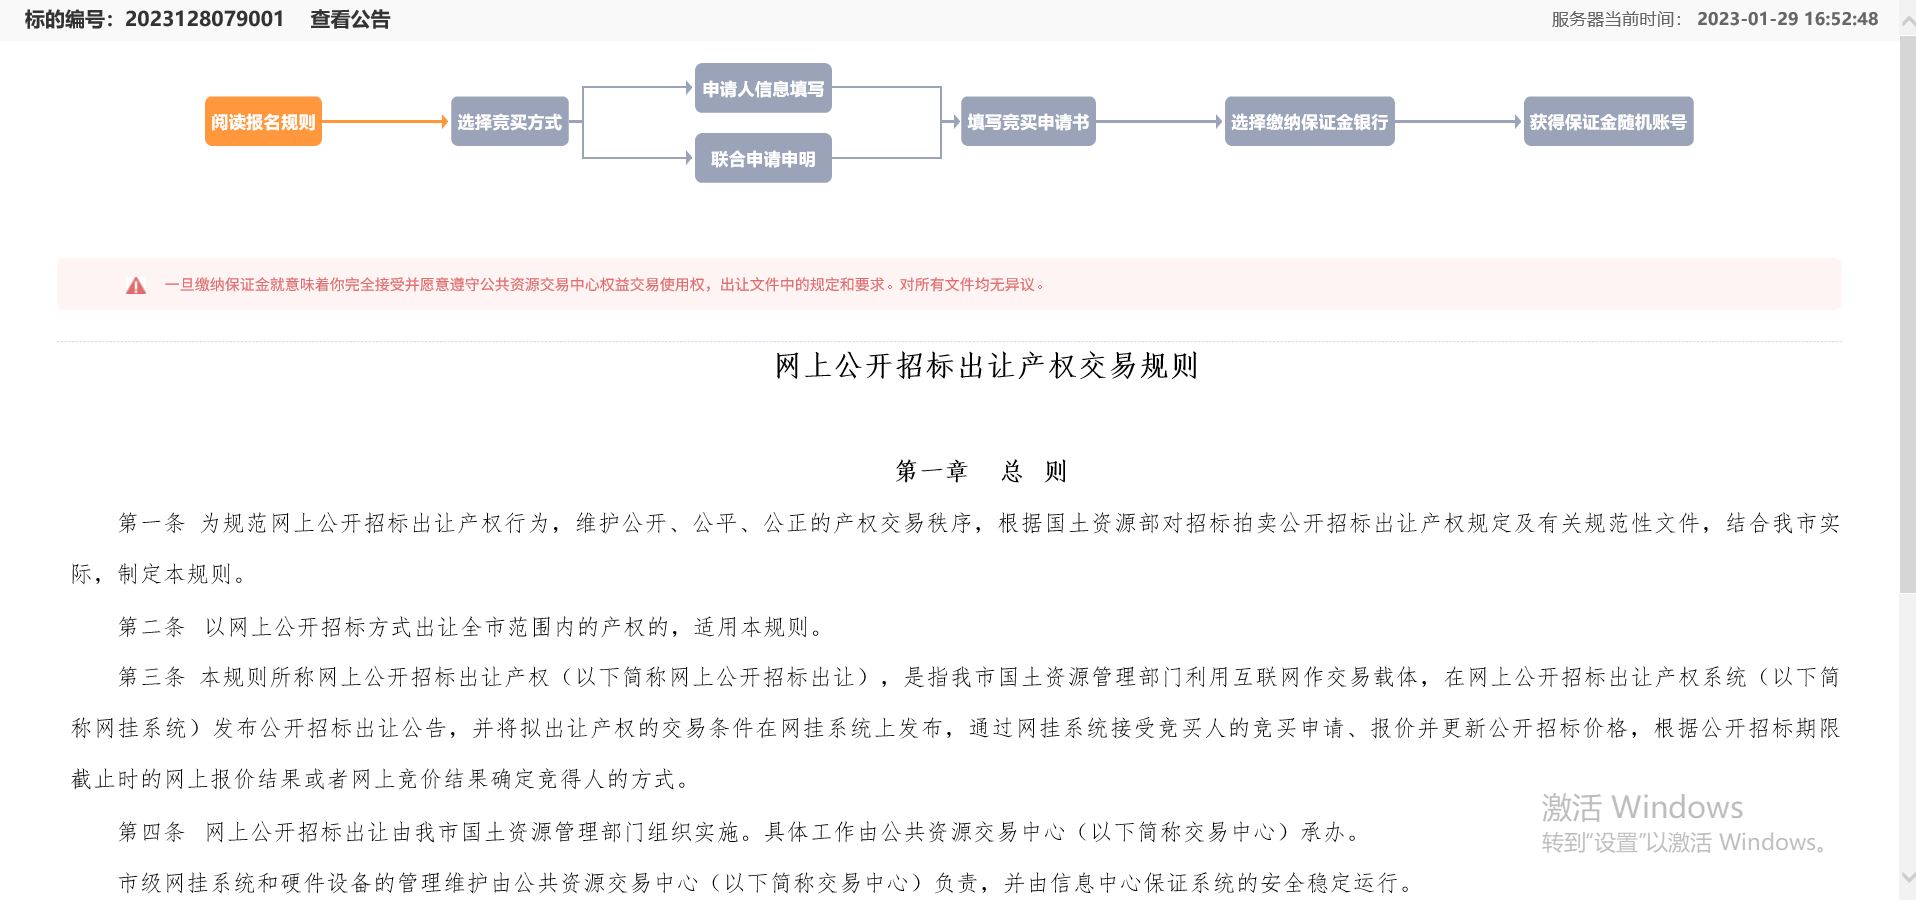 标的编号：2023128079001 查看公告 服务器当前时间： 2023-01-29 16:52:48
申请人信息填写
阅读报名规则 选择竞买方式 填写竞买申请书 选择缴纳保证金银行 获得保证金随机账号
联合申请申明
一旦缴纳保证金就意味着你完全接受并愿意遵守公共资源交易中心权益交易使用权，出让文件中的规定和要求。对所有文件均无异议。
网上公开招标出让产权交易规则
第一章 总 则
第一条 为规范网上公开招标出让产权行为，维护公开、公平、公正的产权交易秩序，根据国土资源部对招标拍卖公开招标出让产权规定及有关规范性文件，结合我市实
际，制定本规则。
第二条 以网上公开招标方式出让全市范围内的产权的，适用本规则。
第三条 本规则所称网上公开招标出让产权（以下简称网上公开招标出让），是指我市国土资源管理部门利用互联网作交易载体，在网上公开招标出让产权系统（以下简
称网挂系统）发布公开招标出让公告，并将拟出让产权的交易条件在网挂系统上发布，通过网挂系统接受竞买人的竞买申请、报价并更新公开招标价格，根据公开招标期限
截止时的网上报价结果或者网上竞价结果确定竞得人的方式。
第四条 网上公开招标出让由我市国土资源管理部门组织实施。具体工作由公共资源交易中心（以下简称交易中心）承办。
市级网挂系统和硬件设备的管理维护由公共资源交易中心（以下简称交易中心）负责，并由信息中心保证系统的安全稳定运行。
激活 Windows
转到“设置”以激活 Windows。